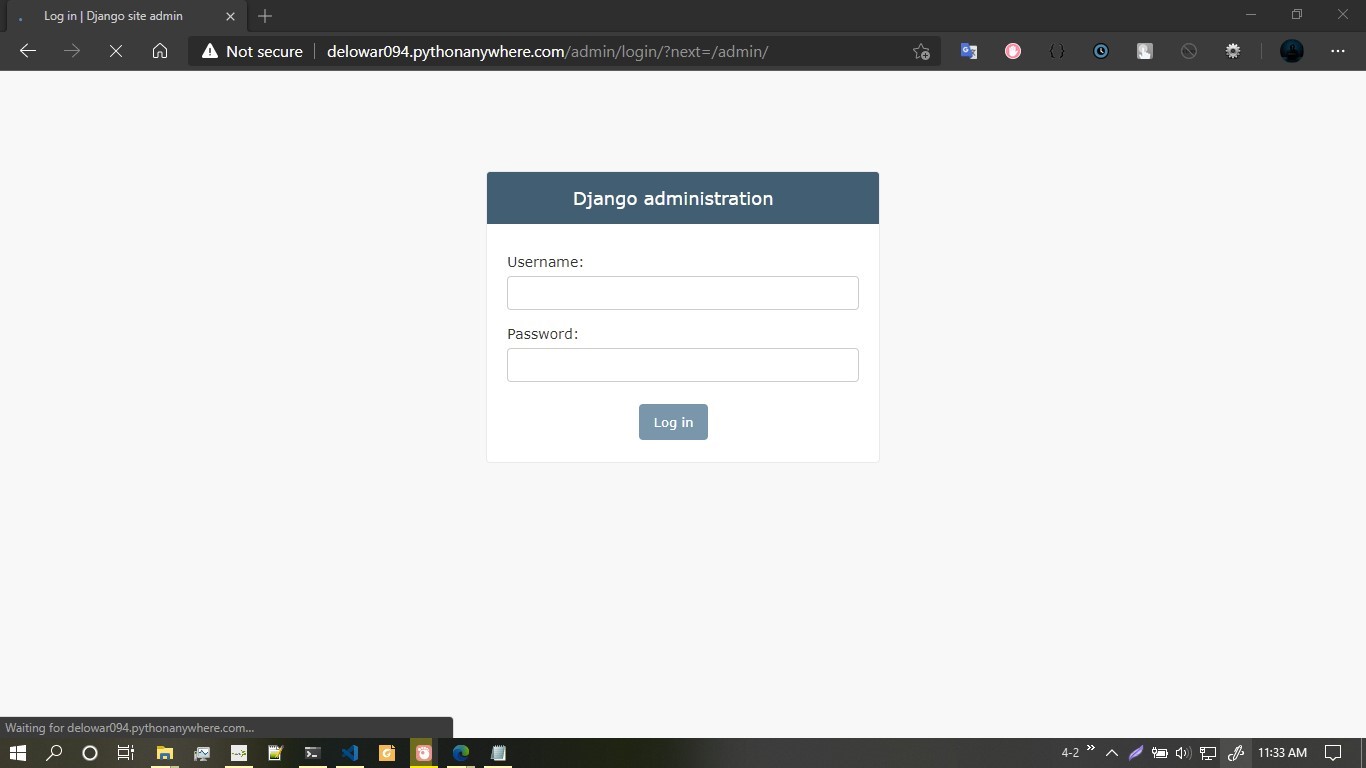 Log in | Django site admin
Not secure delowar094.pythonanywhere.com/admin/login/?next=/admin/
Django administration
Username:
Password:
Log in
Waiting for delowar094.pythonanywhere.com...
4-2 11:33 AM